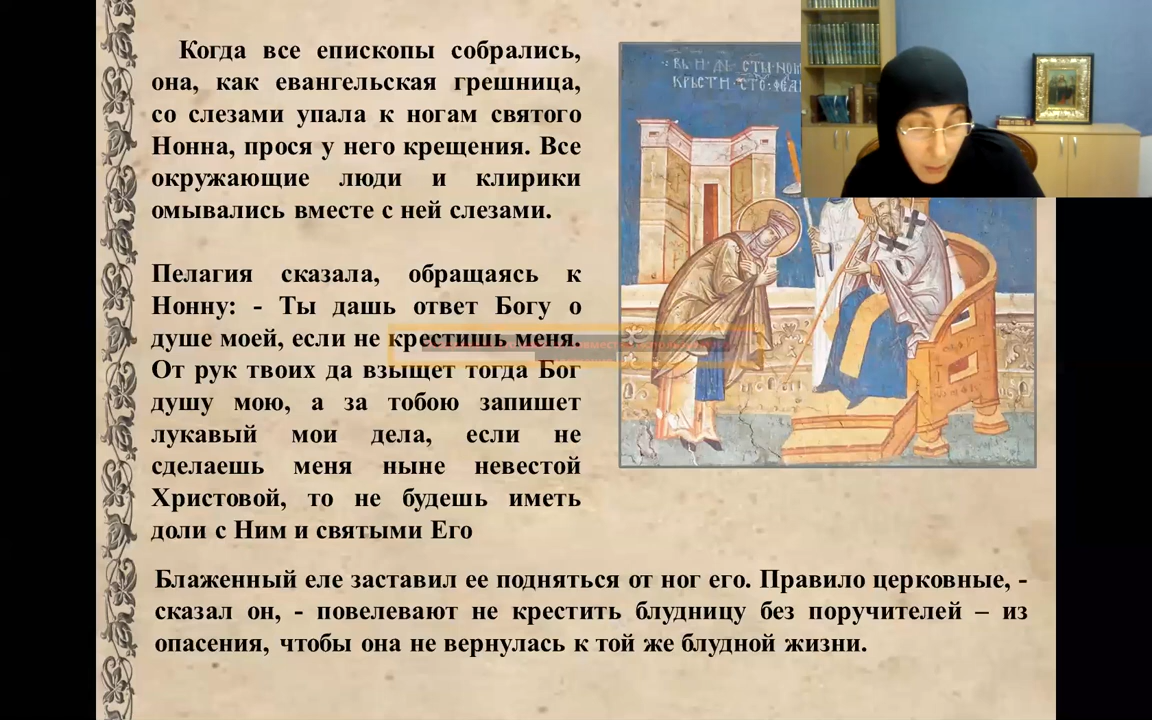 Когда все епископы собрались,
она, как евангельская грешница,
со слезами упала к ногам святого
Нонна, прося у него крещения. Все
окружающие люди и клирики
омывались вместе с ней слезами.
Пелагия сказала, обращаясь к
Нонну: - Ты дашь ответ Богу о
душе моей, если не крестишь меня.
От рук твоих да взыщет тогда Бог
душу мою, а за тобою запишет
лукавый мои дела, если не
сделаешь меня ныне невестой
Христовой, то не будешь иметь
доли с Ним и святыми Его
Блаженный еле заставил ее подняться от ног его. Правило церковные, -
сказал он, - повелевают не крестить блудницу без поручителей – из
опасения, чтобы она не вернулась к той же блудной жизни.